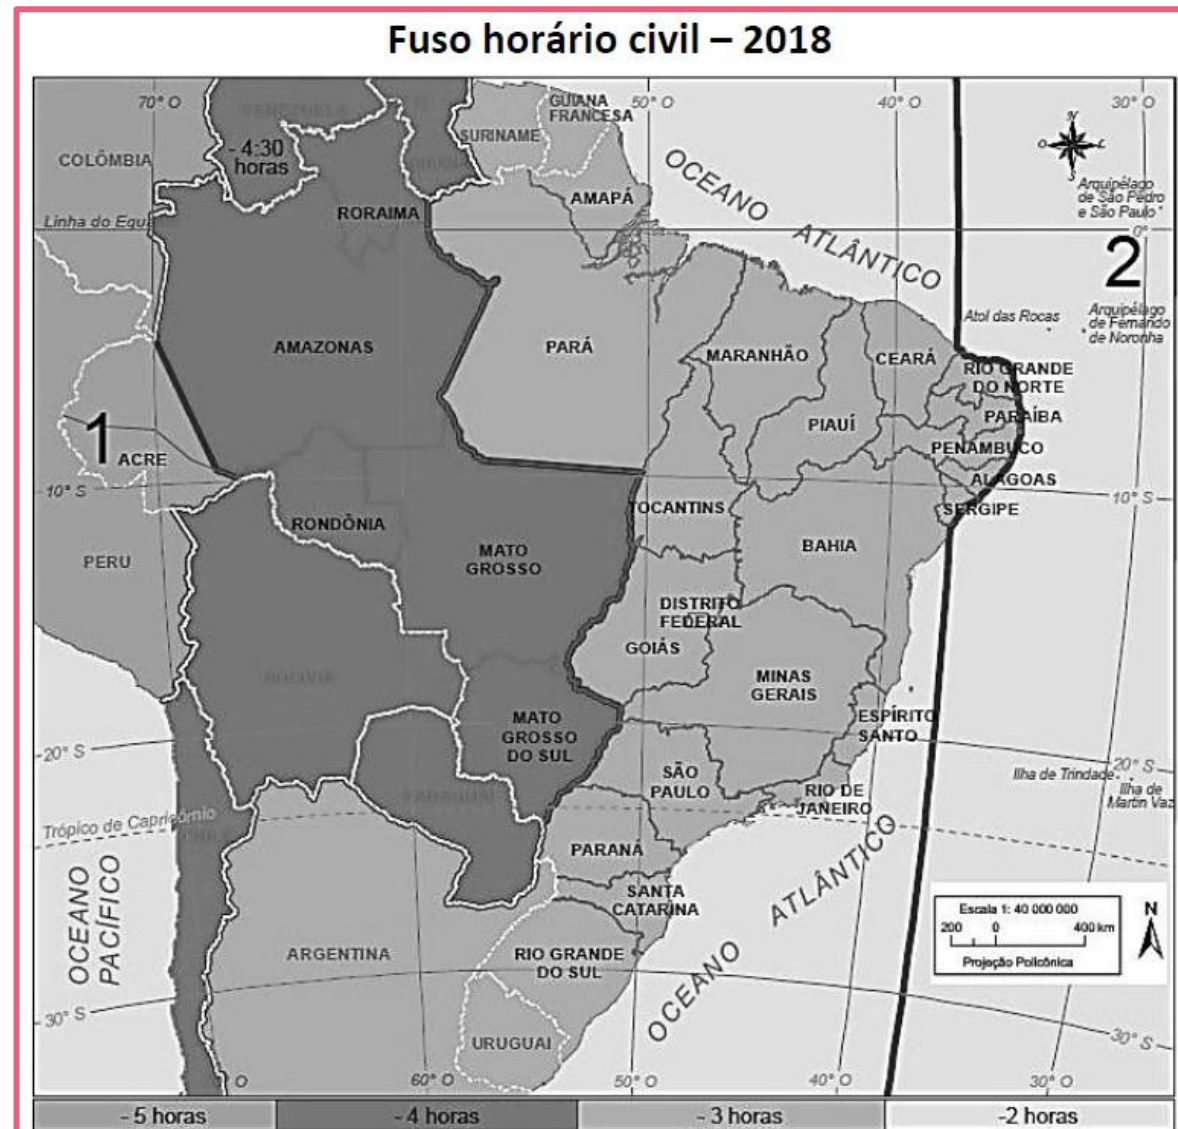 Fuso horário civil – 2018
70° O
50° O
40° O
30° O
VENEZUELA
GUIANA
FRANCESA
SURINAME
COLÔMBIA
- 4:30
horas
GUIANA
N
O
L
S
OCEANO ATLÂNTICO
Arquipélago
de São Pedro
e São Paulo
AMAPÁ
RORAIMA
Linha do Equa
0°
2
Atol das Rocas
Arquipélago
de Fernando
de Noronha
AMAZONAS
PARÁ
MARANHÃO
CEARÁ
RIO GRANDE
DO NORTE
PARAÍBA
PIAUÍ
1
ACRE
PENAMBUCO
ALAGOAS
-10° S
10° S
TOCANTINS
SERGIPE
RONDÔNIA
BAHIA
MATO
GROSSO
PERU
DISTRITO
FEDERAL
GOIÁS
BOLÍVIA
MINAS
GERAIS
ESPÍRITO
SANTO
MATO
GROSSO
DO SUL
-20° S
20° S
SÃO
PAULO
Ilha de Trindade
Ilha de
Martin Vaz
RIO DE
JANEIRO
PARAGUAI
Trópico de Capricórnio
CHILE
PARANÁ
OCEANO
PACÍFICO
OCEANO ATLÂNTICO
SANTA
CATARINA
Escala 1: 40 000 000
200 0 400 km
Projeção Policônica
N
ARGENTINA
RIO GRANDE
DO SUL
-30° S
30° S
URUGUAI
O
60° O
50° O
40° O
30° O
- 5 horas
- 4 horas
- 3 horas
-2 horas